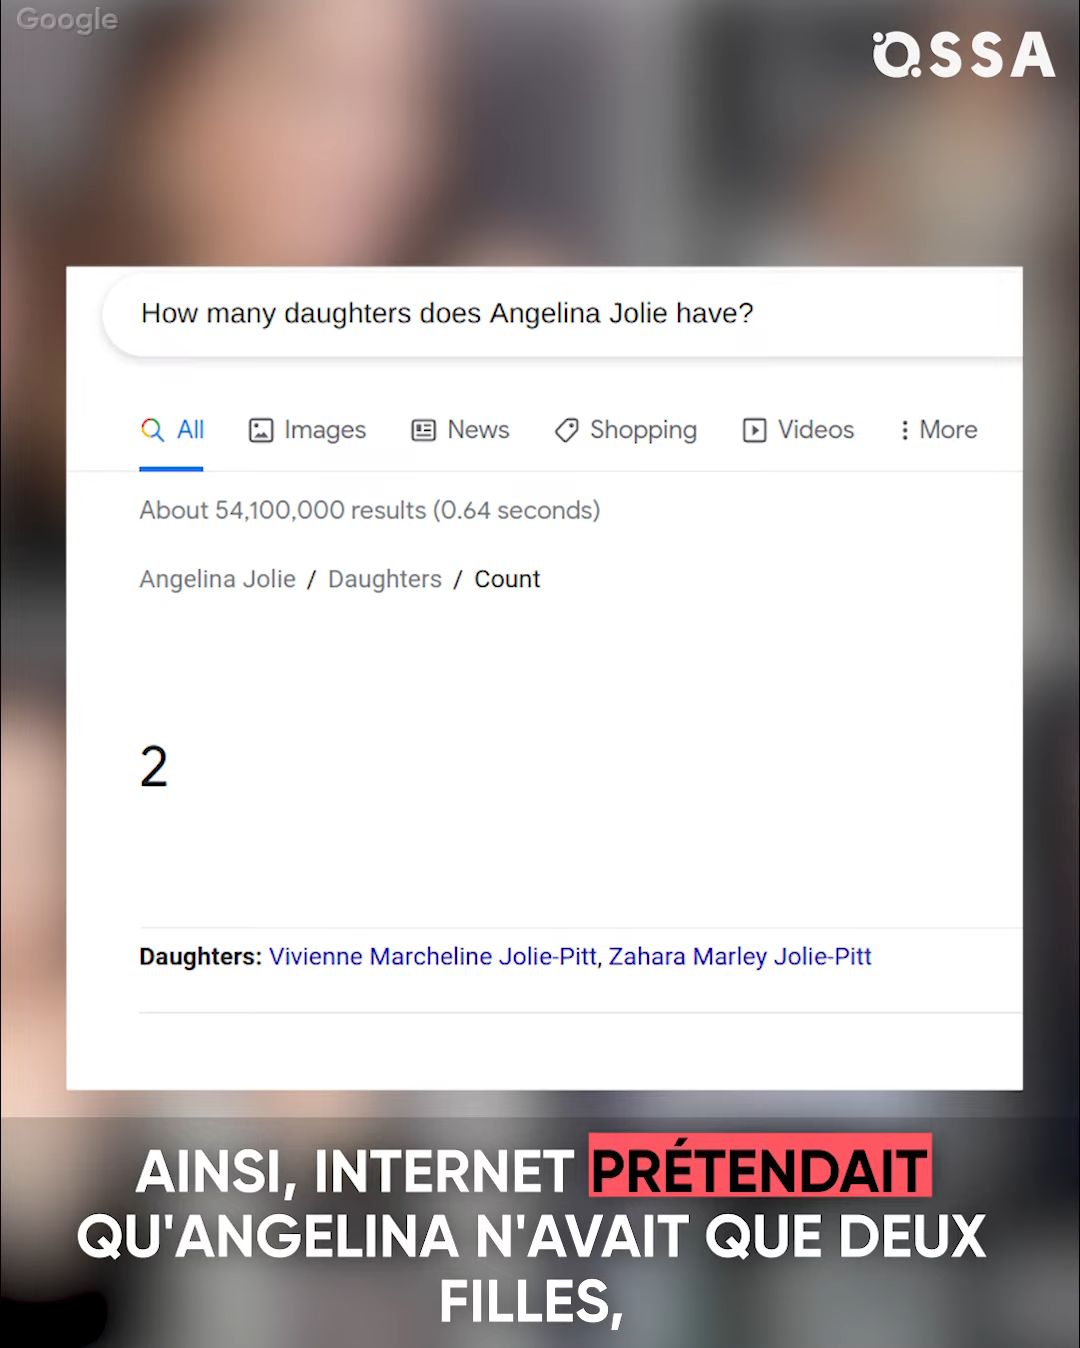 Google
OSSA
How many daughters does Angelina Jolie have?
All Images News Shopping Videos More
About 54,100,000 results (0.64 seconds)
Angelina Jolie / Daughters / Count
2
Daughters: Vivienne Marcheline Jolie-Pitt, Zahara Marley Jolie-Pitt
AINSI, INTERNET PRÉTENDAIT
QU'ANGELINA N'AVAIT QUE DEUX
FILLES,